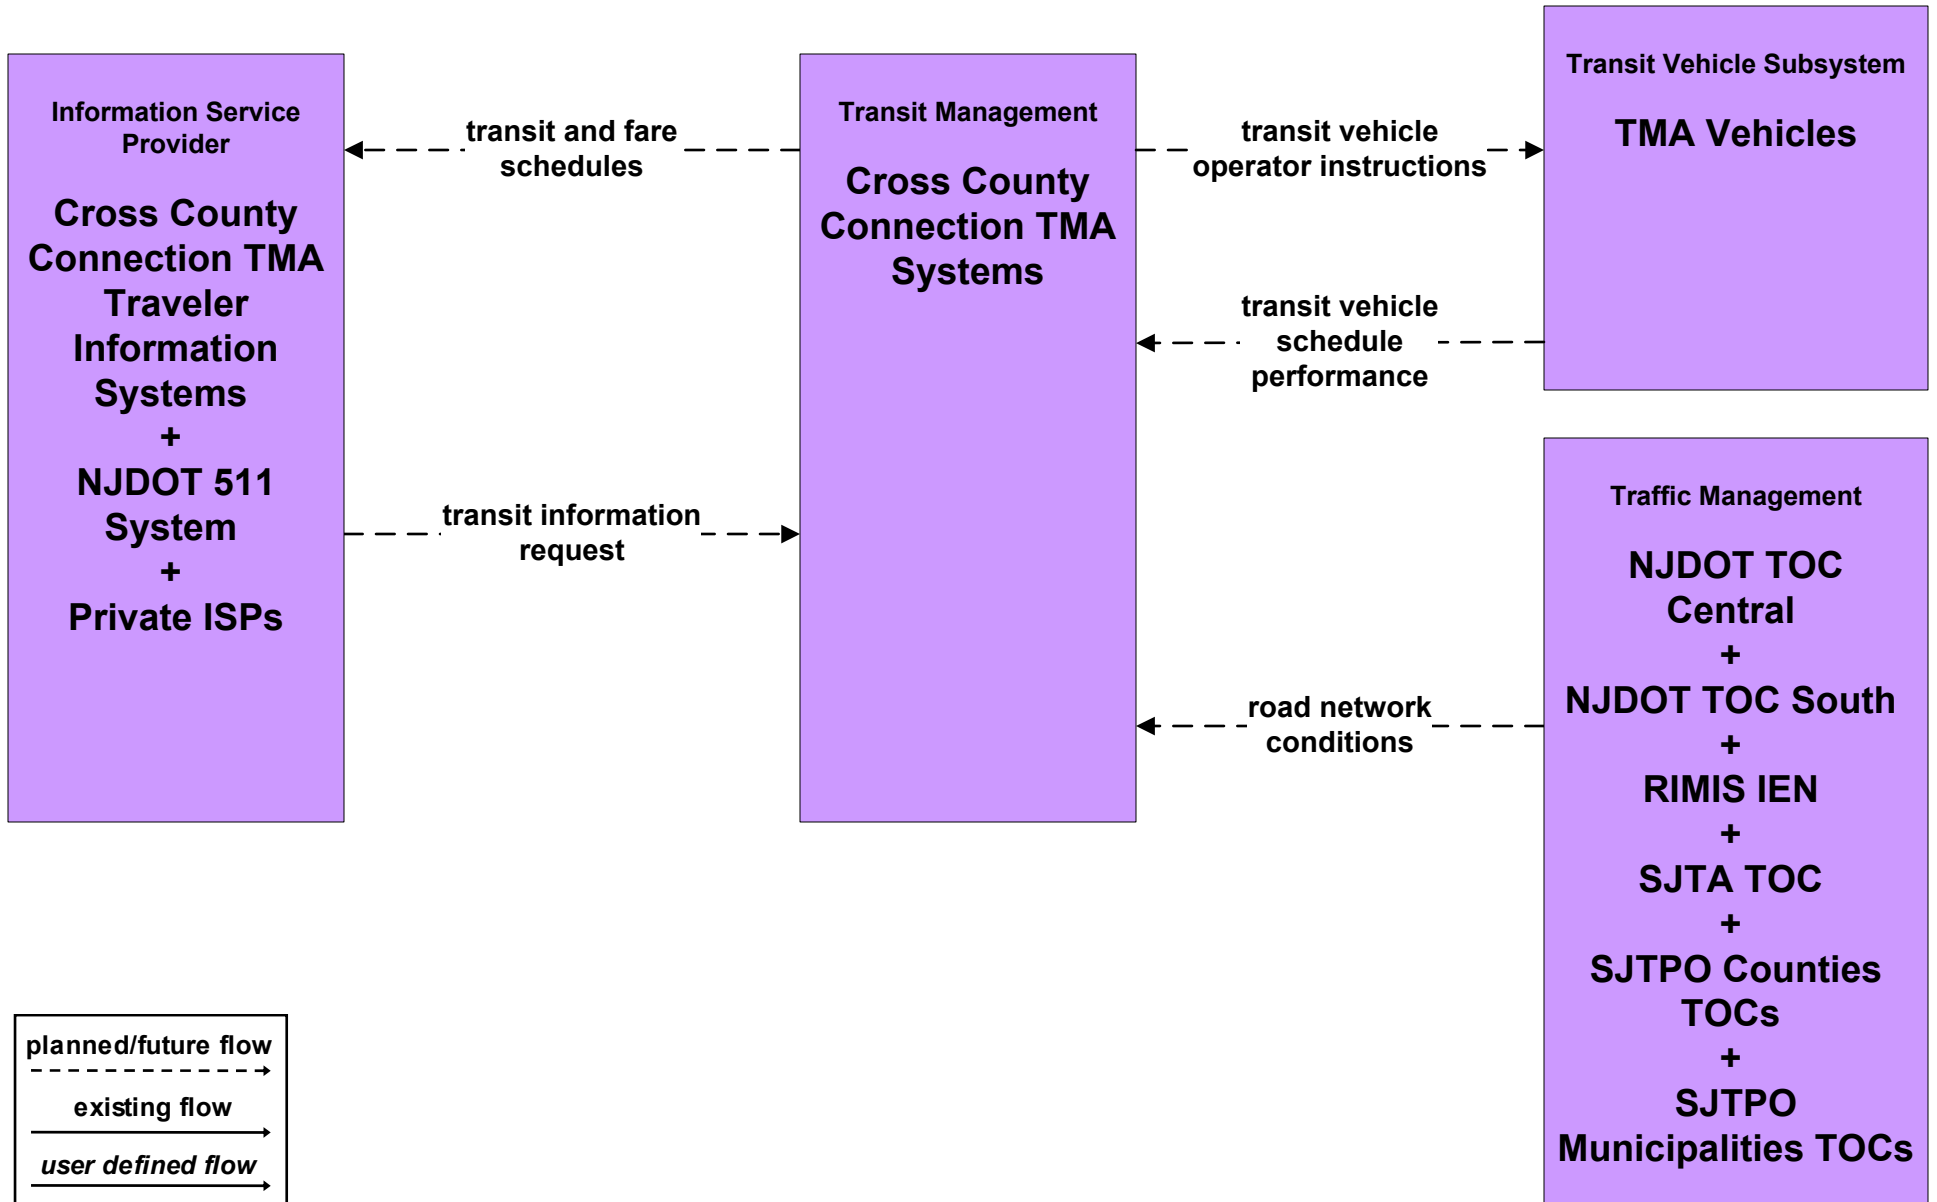 Information Service
Provider
Cross County
Connection TMA
Traveler
Information
Systems
+
NJDOT 511
System
+
Private ISPs
transit and fare
schedules
transit information
request
Transit Management
Cross County
Connection TMA
Systems
transit vehicle
operator instructions
transit vehicle
schedule
performance
road network
conditions
Transit Vehicle Subsystem
TMA Vehicles
Traffic Management
NJDOT TOC
Central
+
NJDOT TOC South
+
RIMIS IEN
+
SJTA TOC
+
SJTPO Counties
TOCs
+
SJTPO
Municipalities TOCs
planned/future flow
existing flow
user defined flow